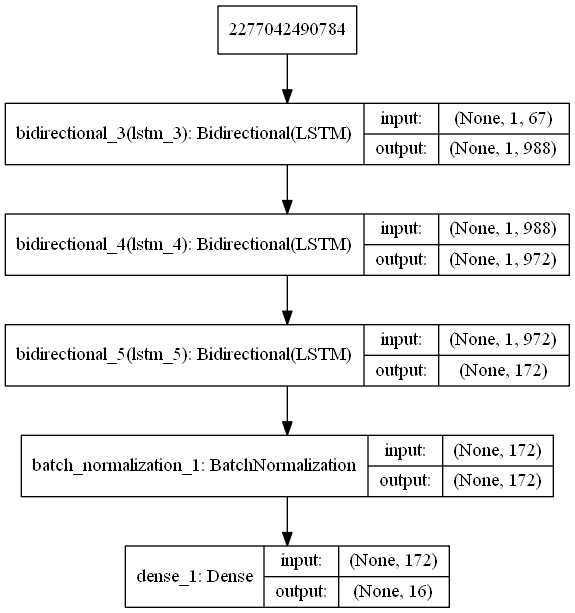 2277042490784
bidirectional_3(lstm_3): Bidirectional(LSTM)
input: (None, 1, 67)
output: (None, 1, 988)
bidirectional_4(lstm_4): Bidirectional(LSTM)
input: (None, 1, 988)
output: (None, 1, 972)
bidirectional_5(lstm_5): Bidirectional(LSTM)
input: (None, 1, 972)
output: (None, 172)
batch_normalization_1: BatchNormalization
input: (None, 172)
output: (None, 172)
dense_1: Dense
input: (None, 172)
output: (None, 16)